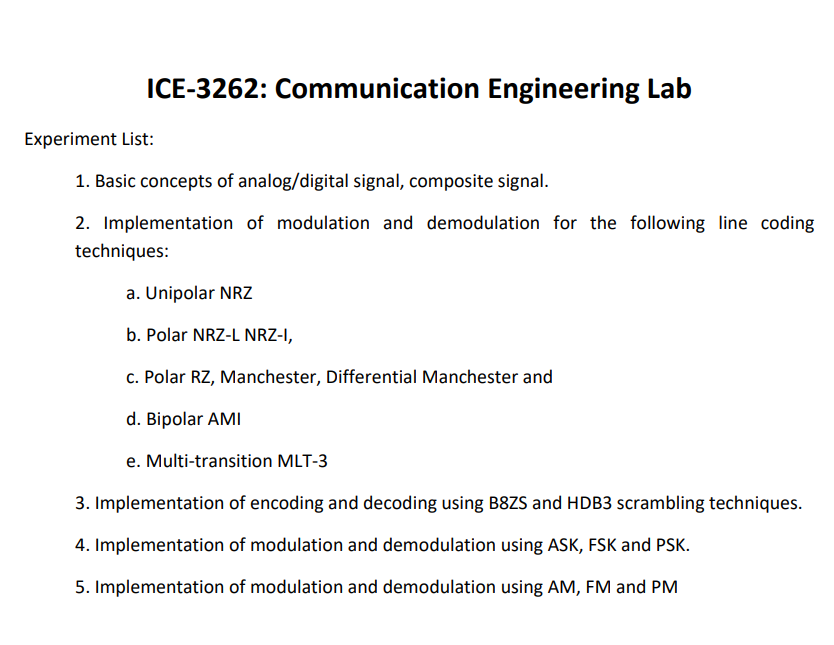 ICE-3262: Communication Engineering Lab
Experiment List:
1. Basic concepts of analog/digital signal, composite signal.
2. Implementation of modulation and demodulation for the following line coding
techniques:
a. Unipolar NRZ
b. Polar NRZ-L NRZ-I,
c. Polar RZ, Manchester, Differential Manchester and
d. Bipolar AMI
e. Multi-transition MLT-3
3. Implementation of encoding and decoding using B8ZS and HDB3 scrambling techniques.
4. Implementation of modulation and demodulation using ASK, FSK and PSK.
5. Implementation of modulation and demodulation using AM, FM and PM